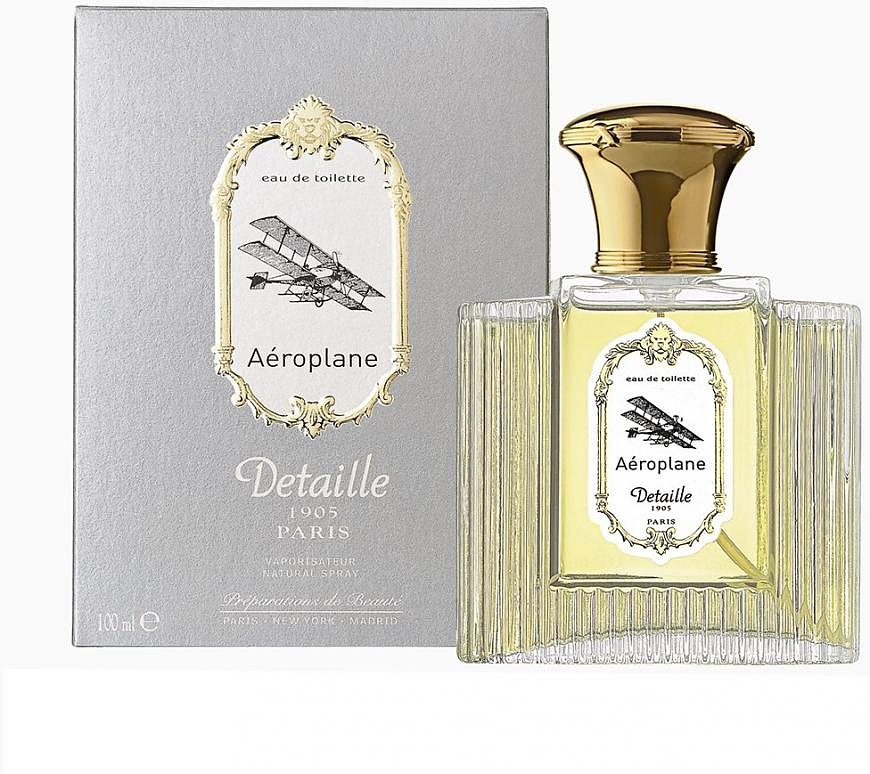 eau de toilette
Aéroplane
Detaille
1905
PARIS
VAPORISATEUR
NATURAL SPRAY
Préparations de Beauté
PARIS - NEW YORK - MADRID
100 ml ℮
eau de toilette
Aéroplane
Detaille
1905
PARIS